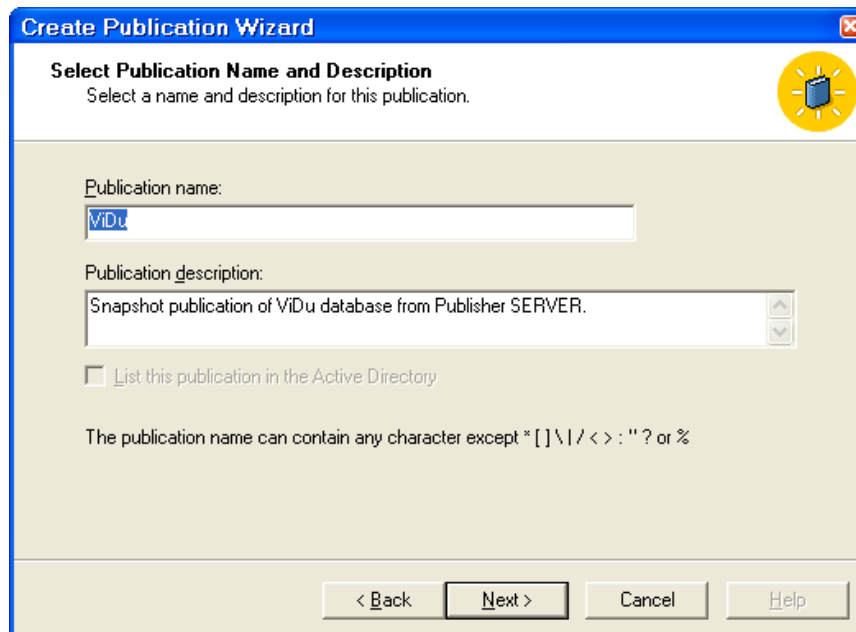 Create Publication Wizard
Select Publication Name and Description
Select a name and description for this publication.
Publication name:
ViDu
Publication description:
Snapshot publication of ViDu database from Publisher SERVER.
List this publication in the Active Directory
The publication name can contain any character except * [ ] \ | / < > : " ? or %
< Back
Next >
Cancel
Help